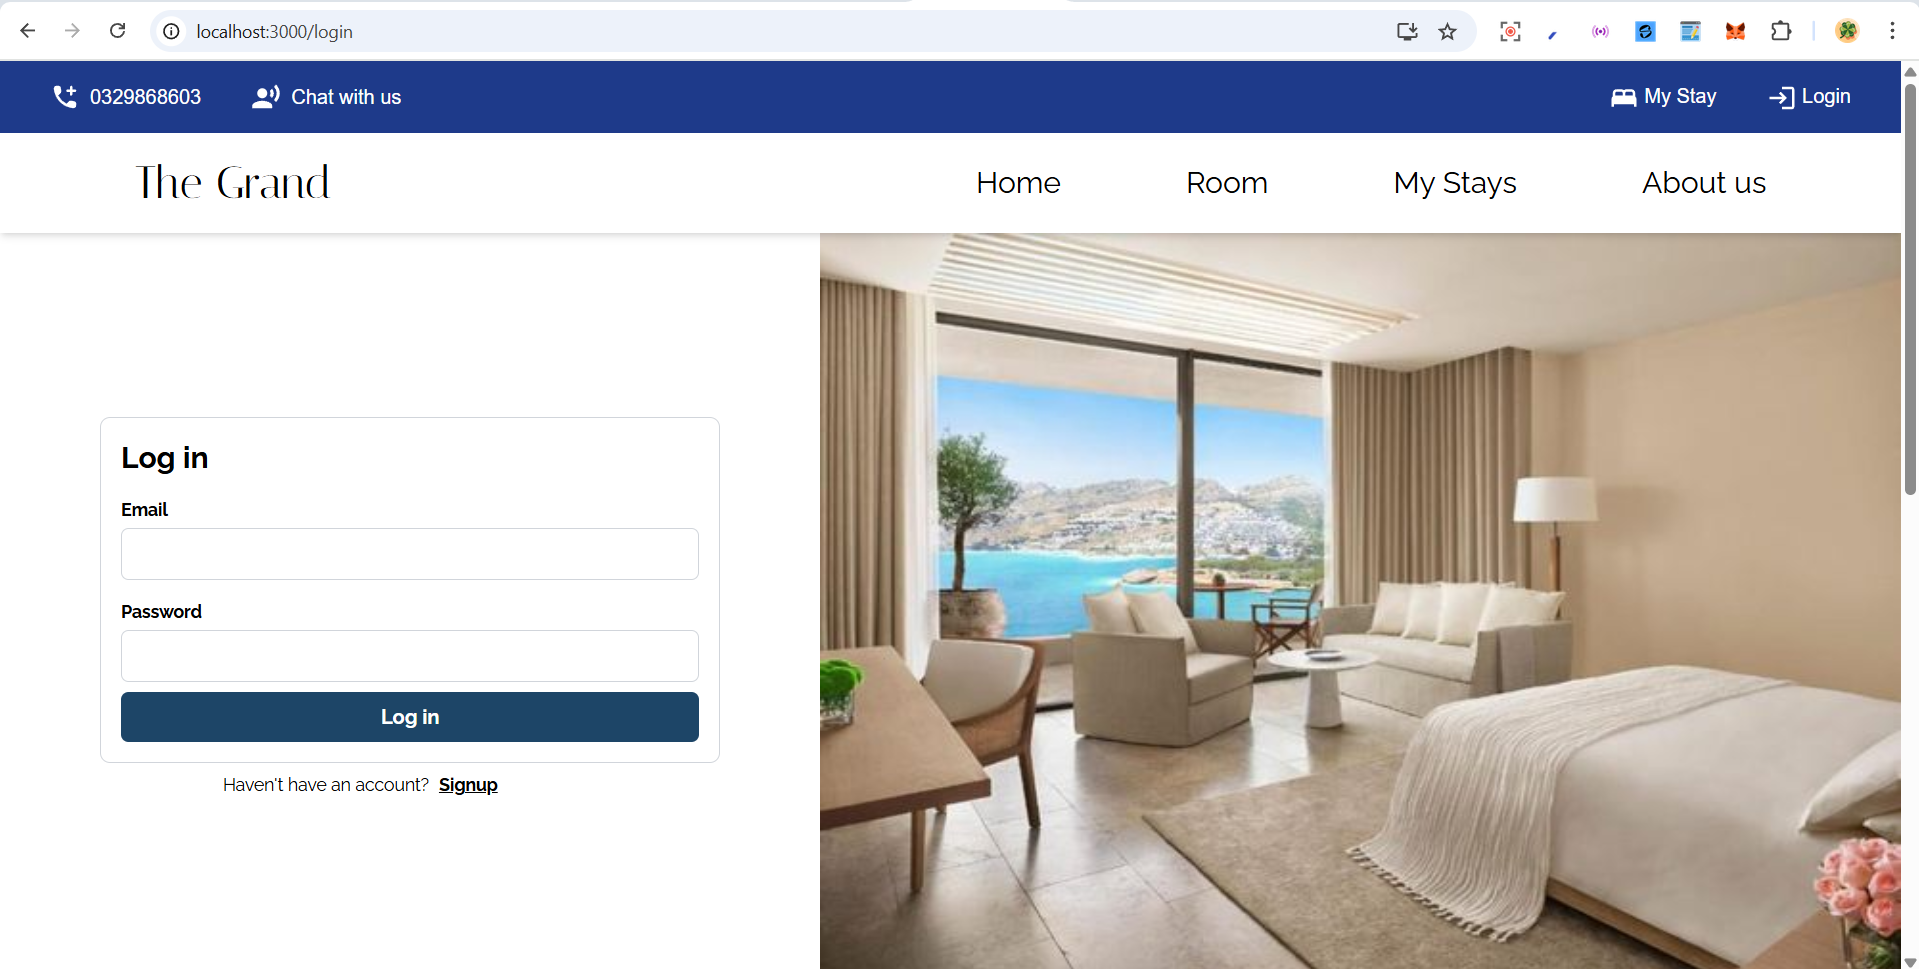 localhost:3000/login
0329868603 Chat with us My Stay Login
The Grand Home Room My Stays About us
Log in
Email
Password
Log in
Haven't have an account? Signup